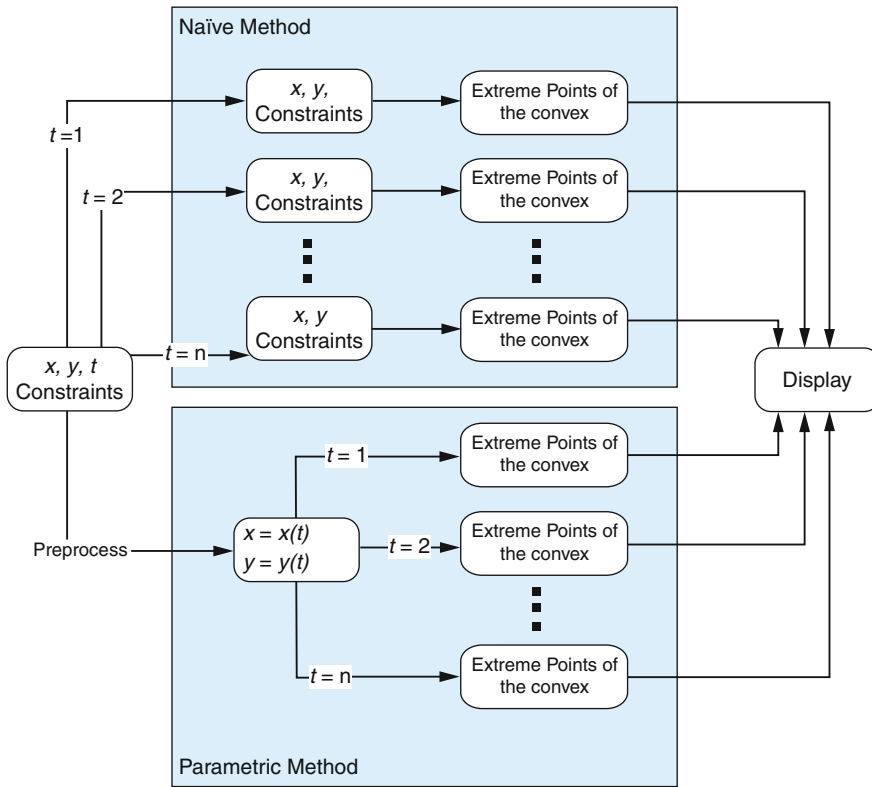 Naïve Method
x, y,
Constraints
Extreme Points of
the convex
t =1
x, y,
Constraints
Extreme Points of
the convex
t = 2
x, y
Constraints
Extreme Points of
the convex
t = n
x, y, t
Constraints
Display
Extreme Points of
the convex
t = 1
x = x(t)
y = y(t)
Preprocess
t = 2
Extreme Points of
the convex
t = n
Extreme Points of
the convex
Parametric Method